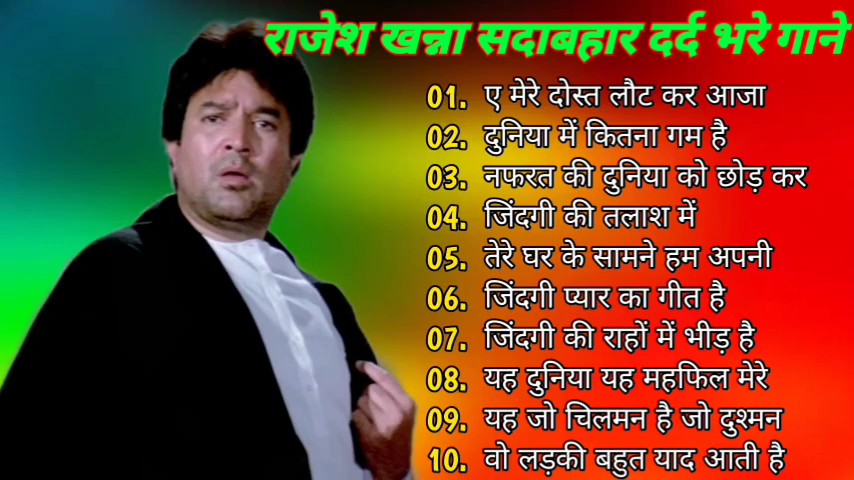 राजेश खन्ना सदाबहार दर्द भरे गाने
01. ए मेरे दोस्त लौट कर आजा
02. दुनिया में कितना गम है
03. नफरत की दुनिया को छोड़ कर
04. जिंदगी की तलाश में
05. तेरे घर के सामने हम अपनी
06. जिंदगी प्यार का गीत है
07. जिंदगी की राहों में भीड़ है
08. यह दुनिया यह महफिल मेरे
09. यह जो चिलमन है जो दुश्मन
10. वो लड़की बहुत याद आती है